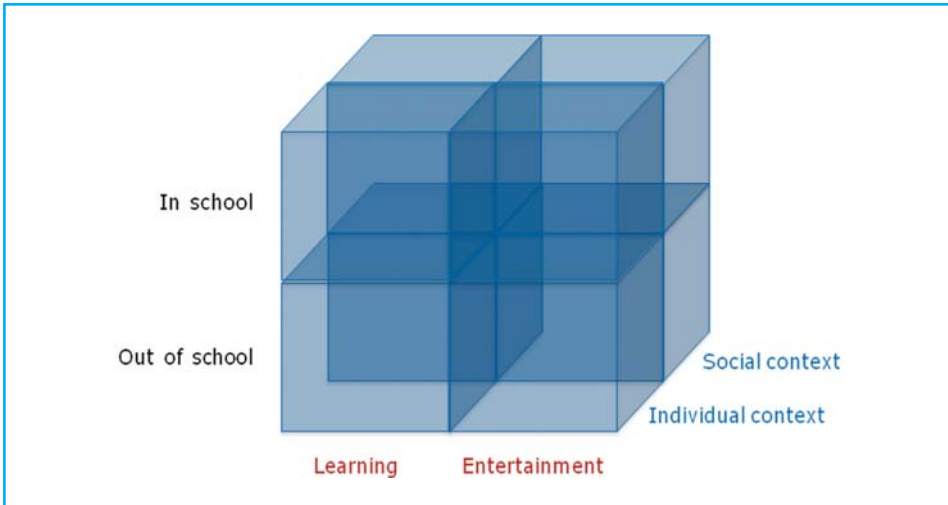 In school
Out of school
Social context
Individual context
Learning Entertainment